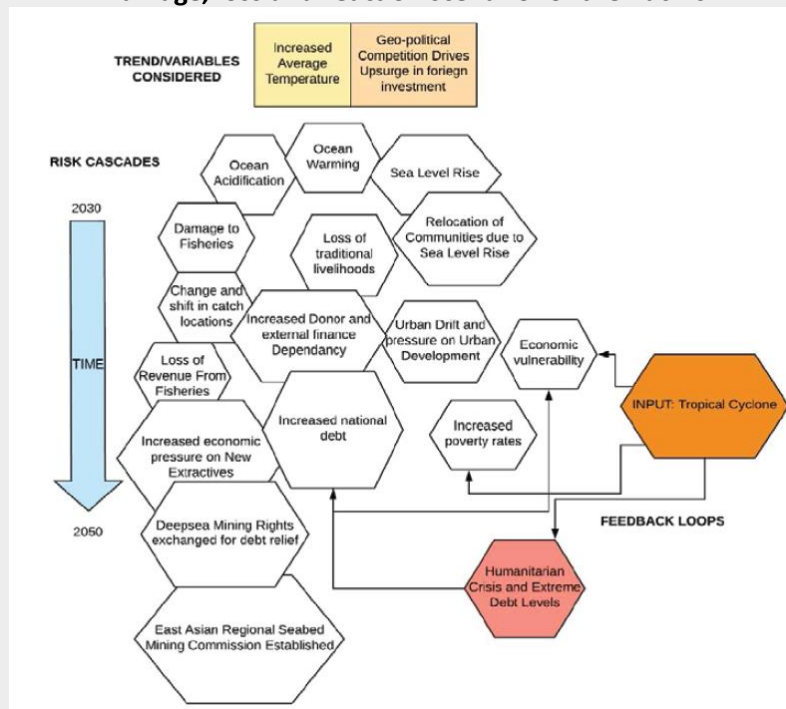 TREND/VARIABLES
CONSIDERED
Increased
Average
Temperature
Geo-political
Competition Drives
Upsurge in foriegn
investment
RISK CASCADES
Ocean
Acidification
Ocean
Warming
Sea Level Rise
2030
Damage to
Fisheries
Loss of
traditional
livelihoods
Relocation of
Communities due to
Sea Level Rise
Change and
shift in catch
locations
Increased Donor and
external finance
Dependancy
Urban Drift and
pressure on Urban
Development
Economic
vulnerability
TIME
Loss of
Revenue From
Fisheries
INPUT: Tropical Cyclone
Increased national
debt
Increased
poverty rates
Increased economic
pressure on New
Extractives
2050
Deepsea Mining Rights
exchanged for debt relief
FEEDBACK LOOPS
Humanitarian
Crisis and Extreme
Debt Levels
East Asian Regional Seabed
Mining Commission Established